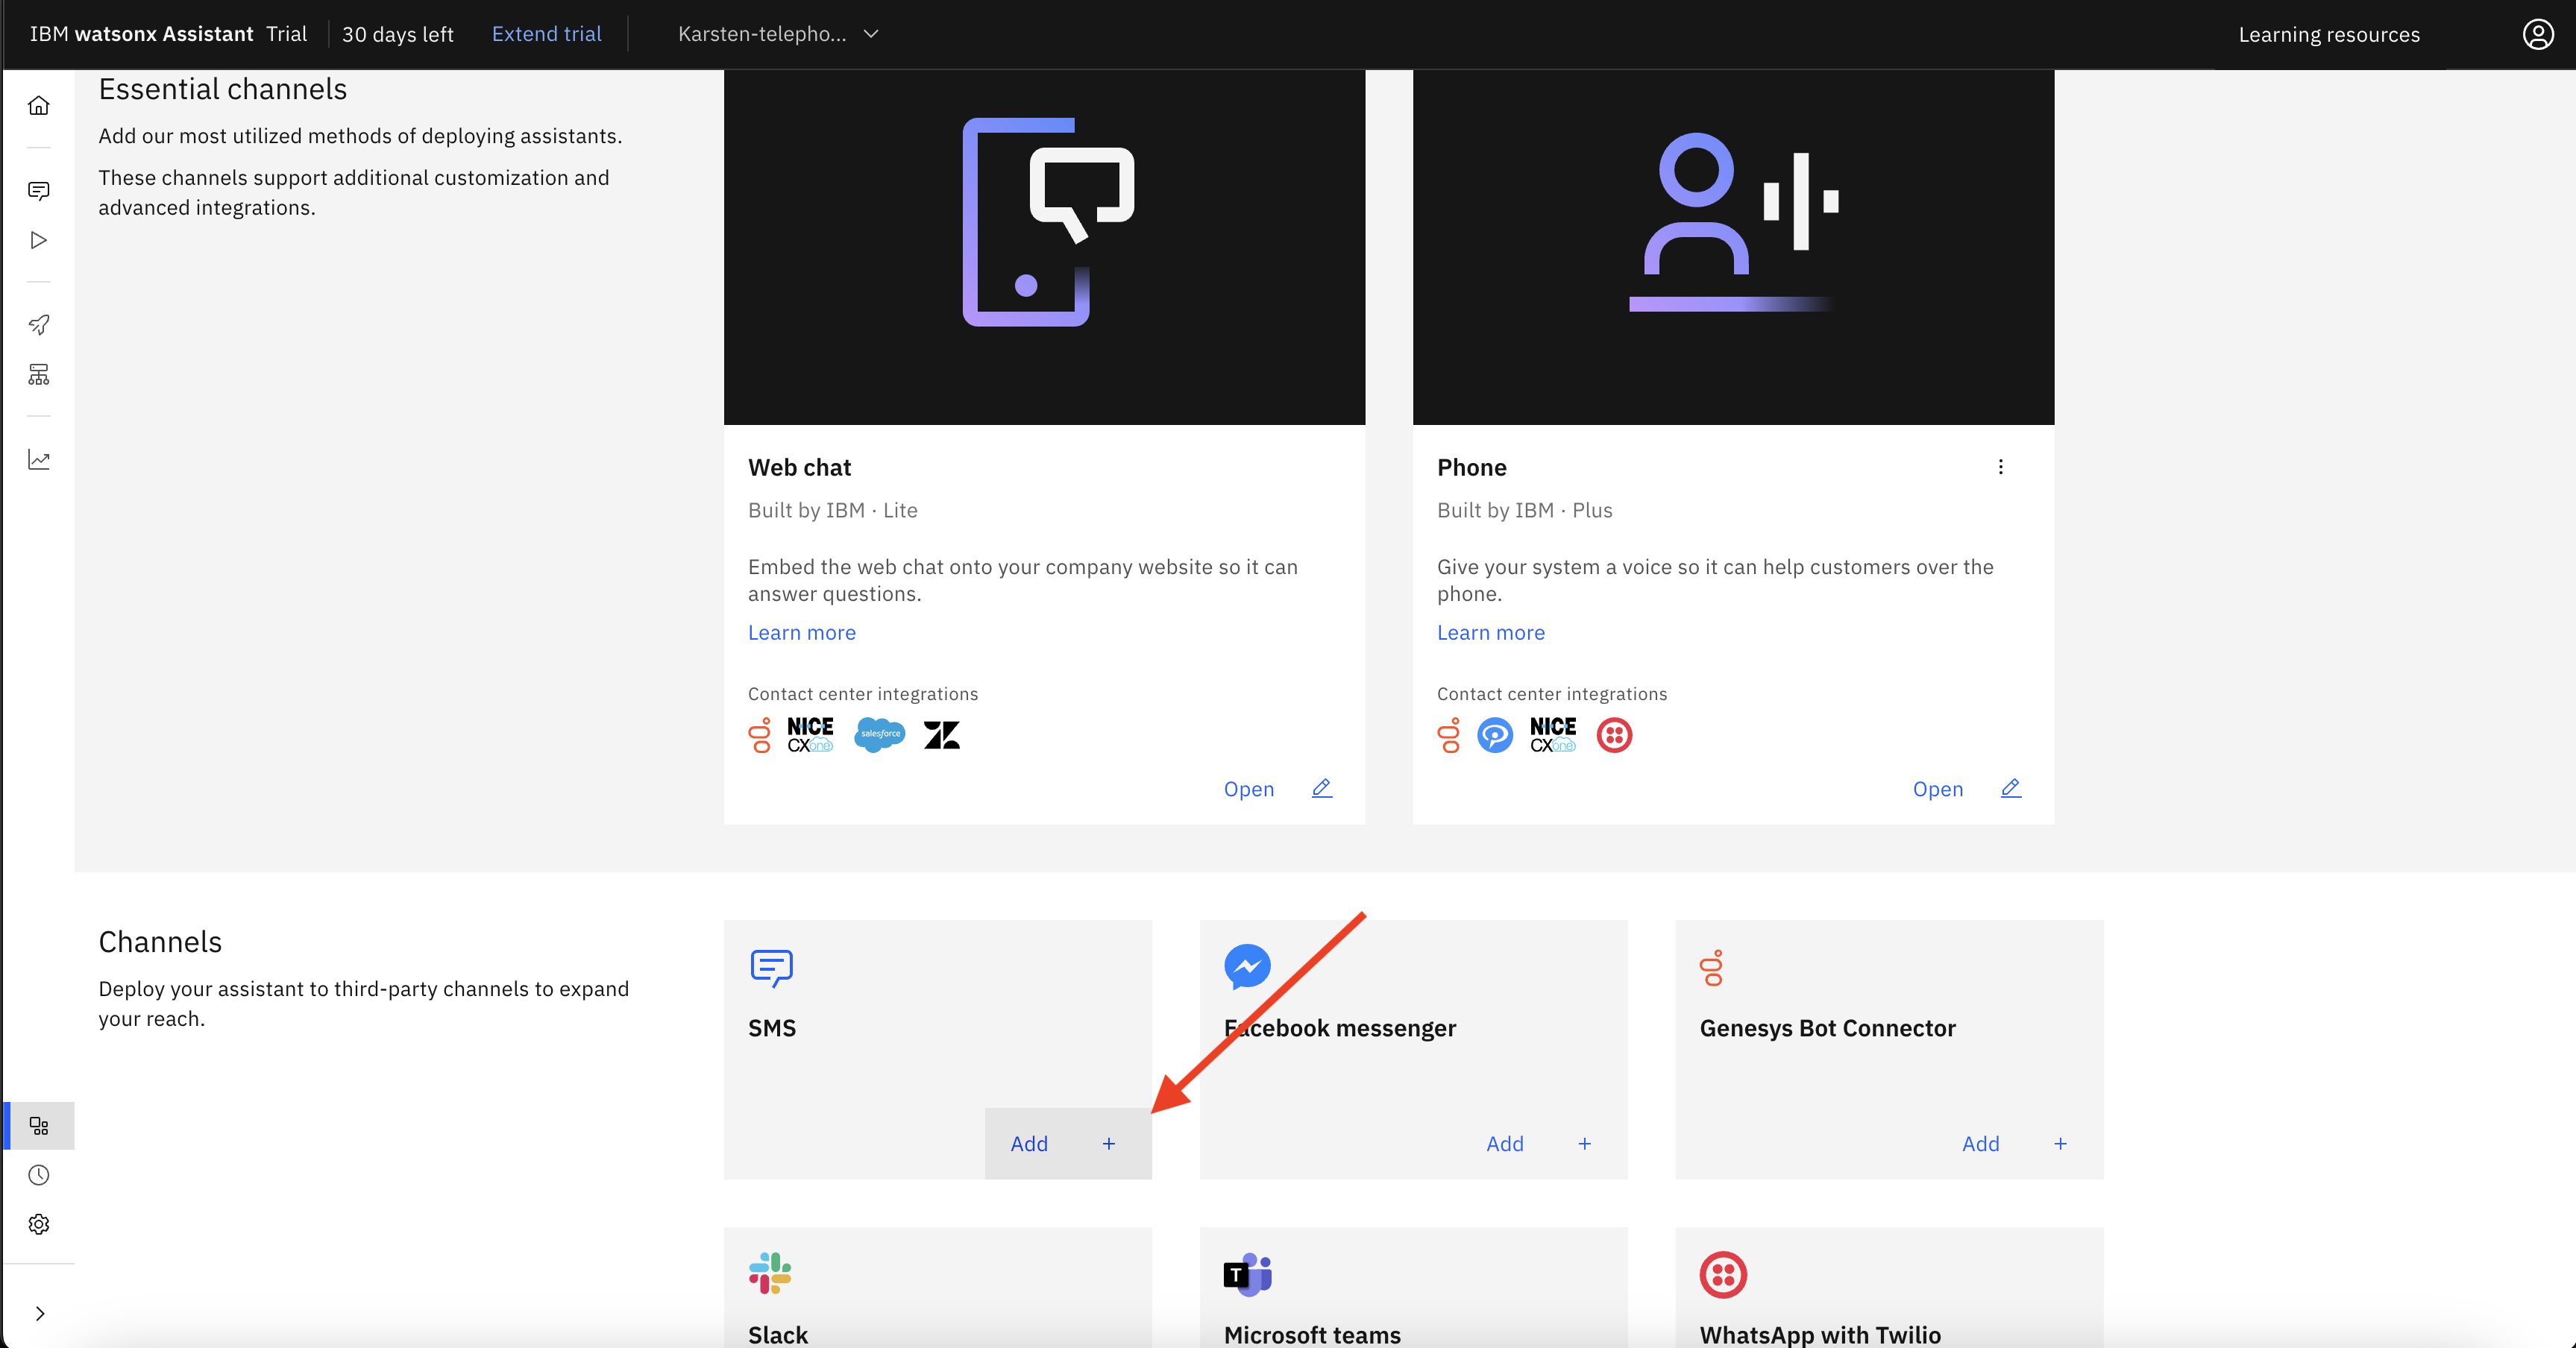 IBM watsonx Assistant Trial
30 days left
Extend trial
Karsten-telepho...
Learning resources
Essential channels
Add our most utilized methods of deploying assistants.
These channels support additional customization and
advanced integrations.
Web chat
Built by IBM · Lite
Embed the web chat onto your company website so it can
answer questions.
Learn more
Contact center integrations
NICE
CXone
salesforce
Open
Phone
Built by IBM · Plus
Give your system a voice so it can help customers over the
phone.
Learn more
Contact center integrations
NICE
CXone
Open
Channels
Deploy your assistant to third-party channels to expand
your reach.
SMS
Add +
Facebook messenger
Add +
Genesys Bot Connector
Add +
Slack
T
Microsoft teams
WhatsApp with Twilio